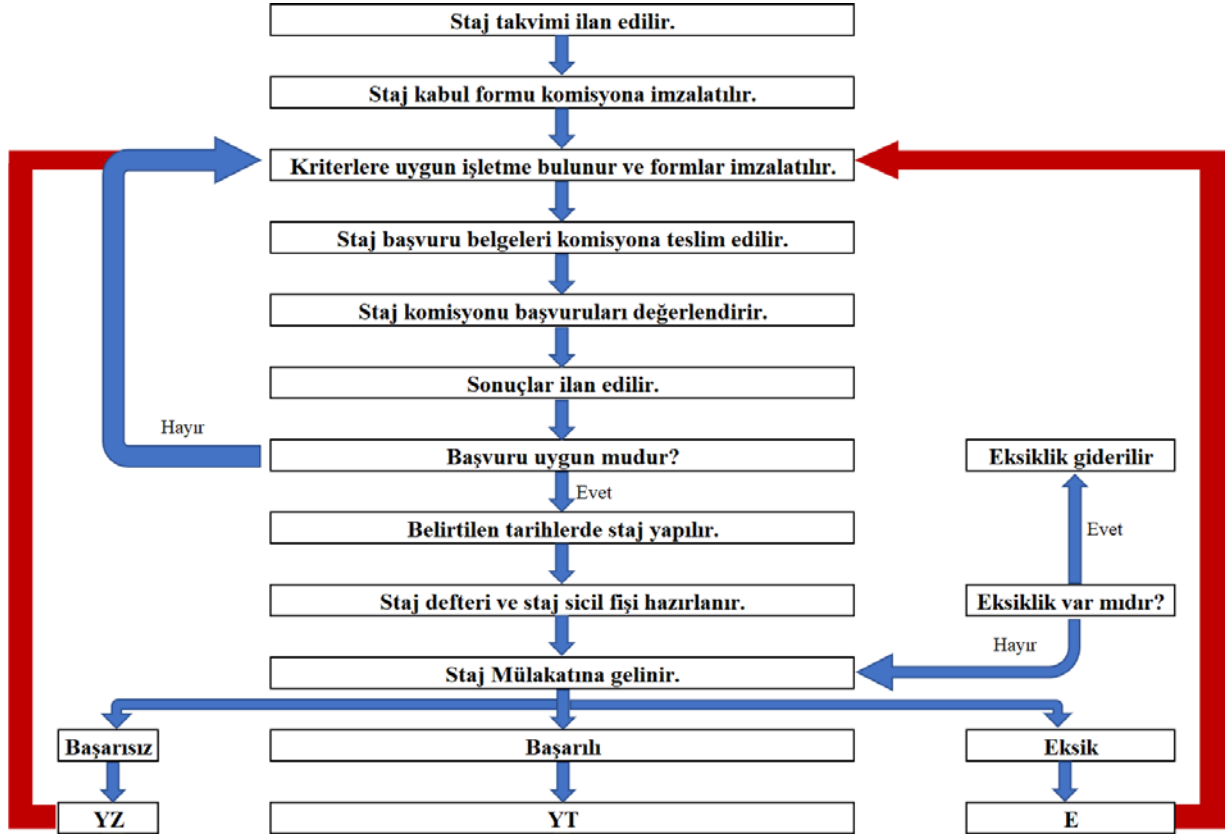 Staj takvimi ilan edilir.
Staj kabul formu komisyona imzalatılır.
Kriterlere uygun işletme bulunur ve formlar imzalatılır.
Staj başvuru belgeleri komisyona teslim edilir.
Staj komisyonu başvuruları değerlendirir.
Sonuçlar ilan edilir.
Hayır
Başvuru uygun mudur?
Eksiklik giderilir
Evet
Belirtilen tarihlerde staj yapılır.
Evet
Staj defteri ve staj sicil fişi hazırlanır.
Eksiklik var mıdır?
Hayır
Staj Mülakatına gelinir.
Başarısız
Başarılı
Eksik
YZ
YT
E